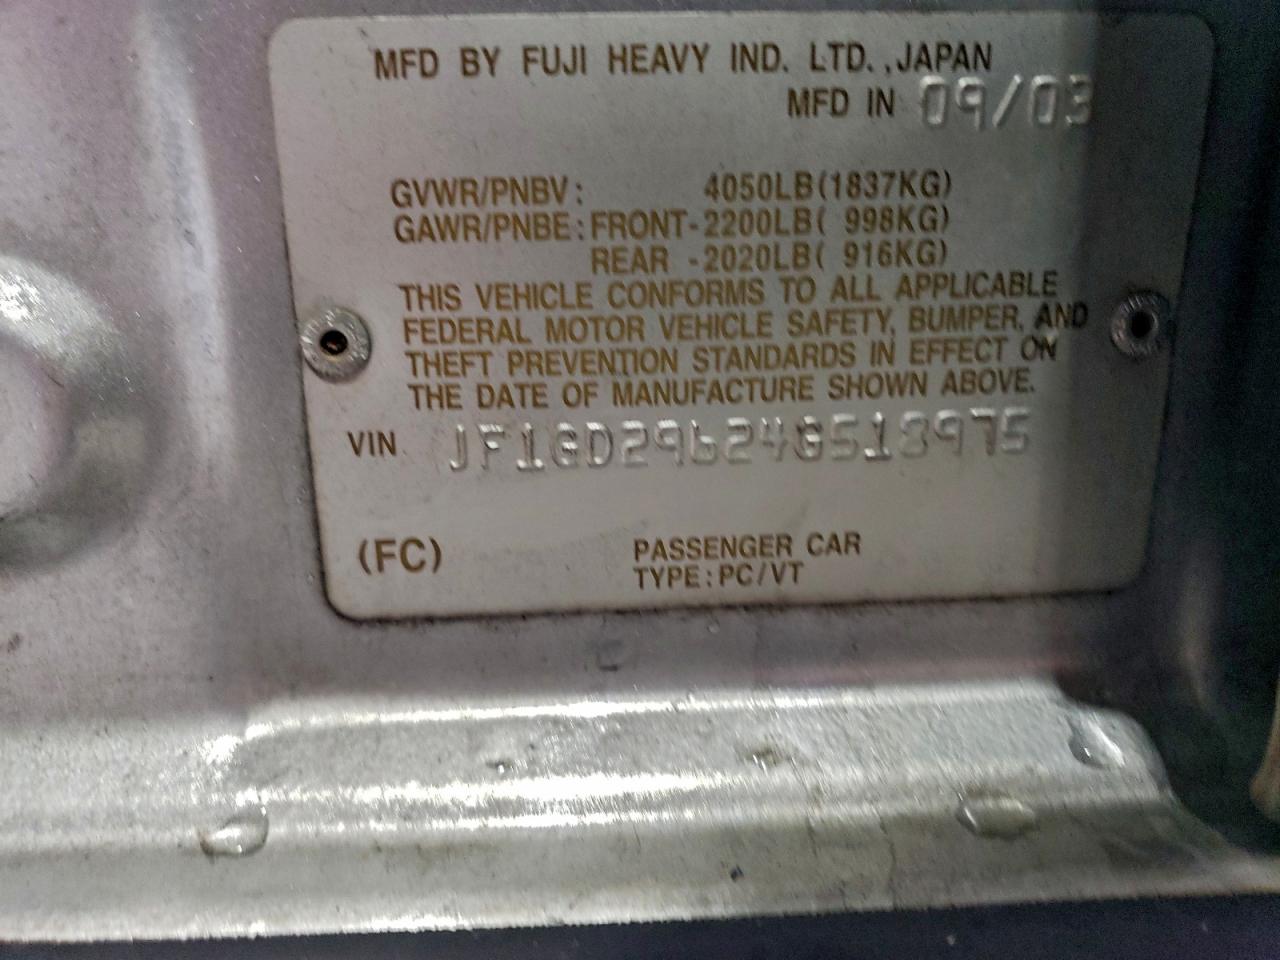 MFD BY FUJI HEAVY IND. LTD., JAPAN
MFD IN 09/03
GVWR/PNBV: 4050LB(1837KG)
GAWR/PNBE: FRONT-2200LB( 998KG)
REAR -2020LB( 916KG)
THIS VEHICLE CONFORMS TO ALL APPLICABLE
FEDERAL MOTOR VEHICLE SAFETY, BUMPER, AND
THEFT PREVENTION STANDARDS IN EFFECT ON
THE DATE OF MANUFACTURE SHOWN ABOVE.
VIN JF1GD29624G518975
(FC) PASSENGER CAR
TYPE: PC/VT